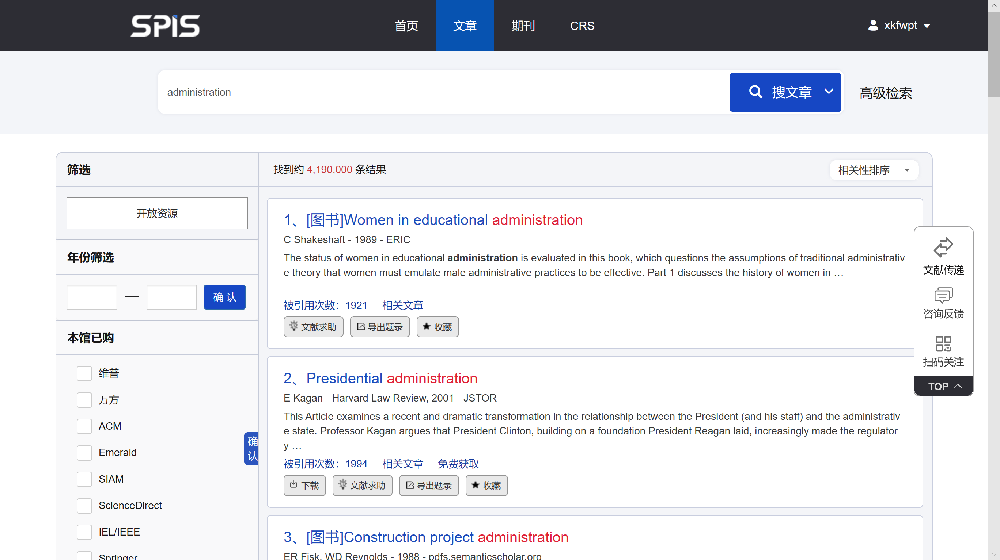 SPIS
首页 文章 期刊 CRS xkfwpt
administration 搜文章 高级检索
筛选
找到约 4,190,000 条结果 相关性排序
开放资源
年份筛选
— 确 认
本馆已购
维普
万方
ACM
Emerald
SIAM
ScienceDirect
IEL/IEEE
Springer
确
认
1、[图书]Women in educational administration
C Shakeshaft - 1989 - ERIC
The status of women in educational administration is evaluated in this book, which questions the assumptions of traditional administrativ
e theory that women must emulate male administrative practices to be effective. Part 1 discusses the history of women in …
被引用次数：1921 相关文章
文献求助 导出题录 收藏
2、Presidential administration
E Kagan - Harvard Law Review, 2001 - JSTOR
This Article examines a recent and dramatic transformation in the relationship between the President (and his staff) and the administrativ
e state. Professor Kagan argues that President Clinton, building on a foundation President Reagan laid, increasingly made the regulator
y …
被引用次数：1994 相关文章 免费获取
下载 文献求助 导出题录 收藏
3、[图书]Construction project administration
ER Fisk, WD Reynolds - 1988 - pdfs.semanticscholar.org
文献传递
咨询反馈
扫码关注
TOP